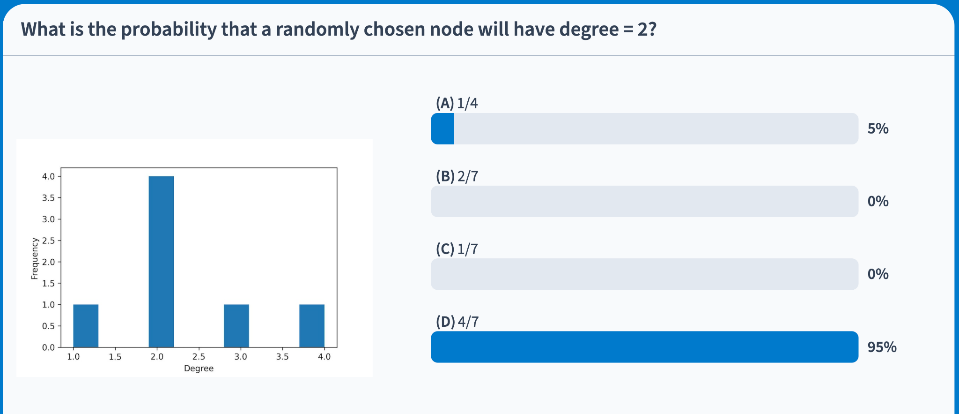 What is the probability that a randomly chosen node will have degree = 2?
(A) 1/4
5%
(B) 2/7
0%
(C) 1/7
0%
(D) 4/7
95%
4.0
3.5
3.0
2.5
2.0
1.5
1.0
0.5
0.0
Frequency
1.0 1.5 2.0 2.5 3.0 3.5 4.0
Degree